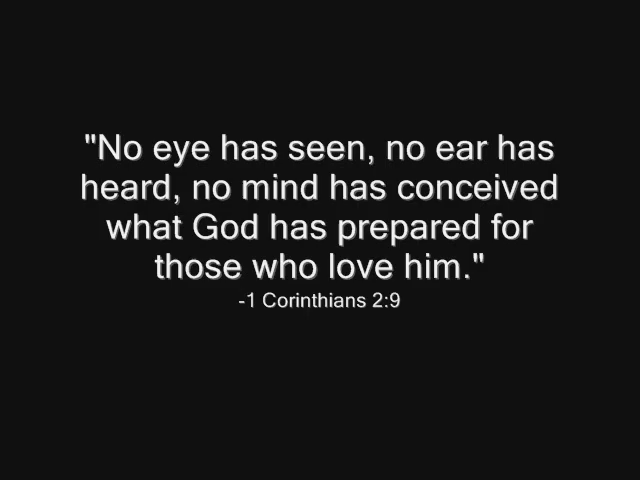 "No eye has seen, no ear has
heard, no mind has conceived
what God has prepared for
those who love him."
-1 Corinthians 2:9